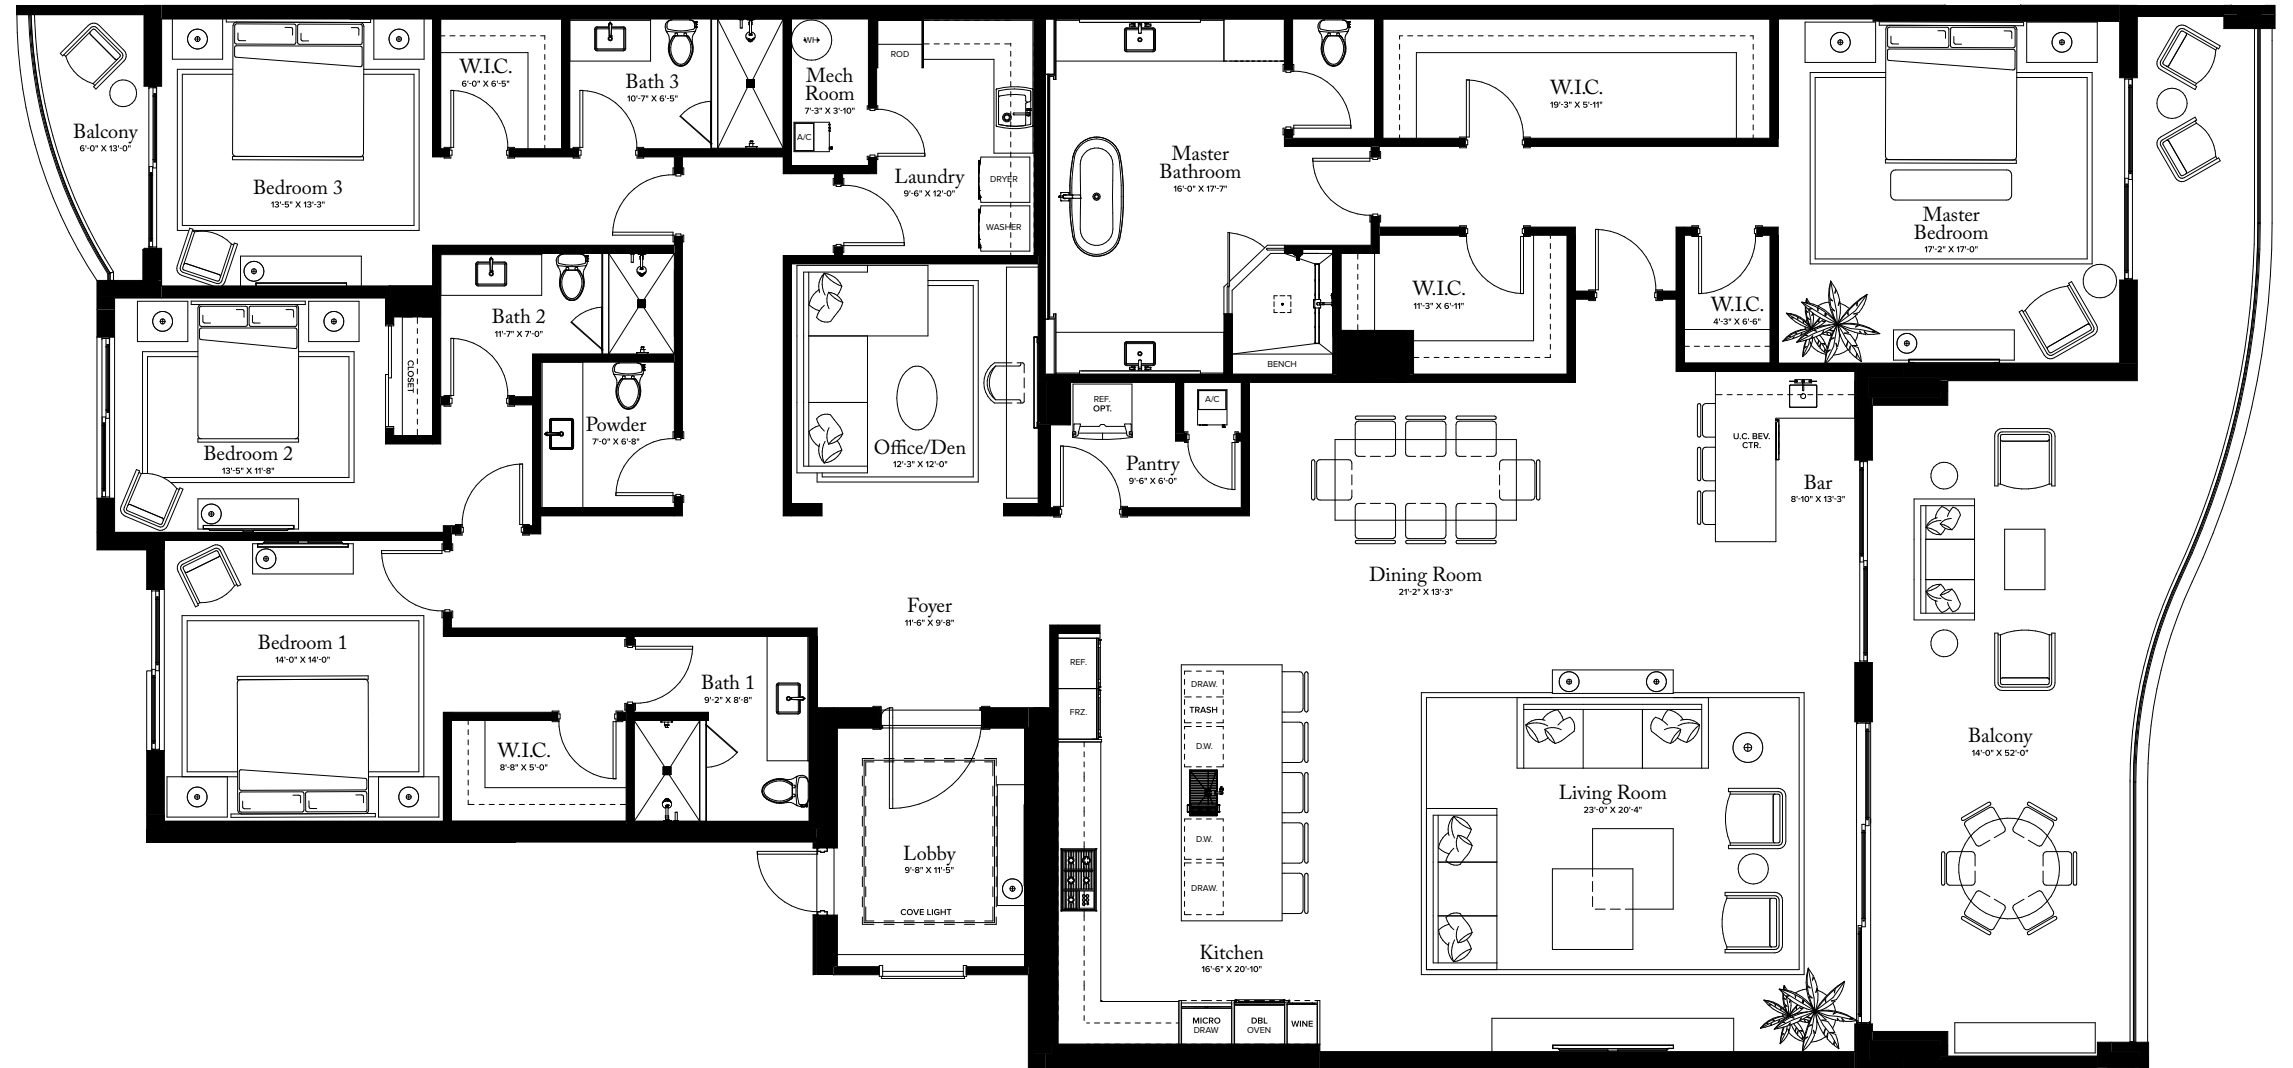 Balcony
6'-0" X 13'-0"
Bedroom 3
13'-5" X 13'-3"
W.I.C.
6'-0" X 6'-5"
Bath 3
10'-7" X 6'-5"
WH
Mech
Room
7'-3" X 3'-10"
A/C
ROD
Laundry
9'-6" X 12'-0"
DRYER
WASHER
Master
Bathroom
16'-0" X 17'-7"
BENCH
W.I.C.
19'-3" X 5'-11"
W.I.C.
11'-3" X 6'-11"
W.I.C.
4'-3" X 6'-6"
Master
Bedroom
17'-2" X 17'-0"
Bedroom 2
13'-5" X 11'-8"
CLOSET
Bath 2
11'-7" X 7'-0"
Powder
7'-0" X 6'-8"
Office/Den
12'-3" X 12'-0"
REF.
OPT.
A/C
Pantry
9'-6" X 6'-0"
Dining Room
21'-2" X 13'-3"
U.C. BEV.
CTR.
Bar
8'-10" X 13'-3"
Bedroom 1
14'-0" X 14'-0"
W.I.C.
8'-8" X 5'-0"
Bath 1
9'-2" X 8'-8"
Foyer
11'-6" X 9'-8"
Lobby
9'-8" X 11'-5"
COVE LIGHT
REF.
FRZ.
DRAW.
TRASH
D.W.
D.W.
DRAW.
Kitchen
16'-6" X 20'-10"
MICRO
DRAW
DBL
OVEN
WINE
Living Room
23'-0" X 20'-4"
Balcony
14'-0" X 52'-0"